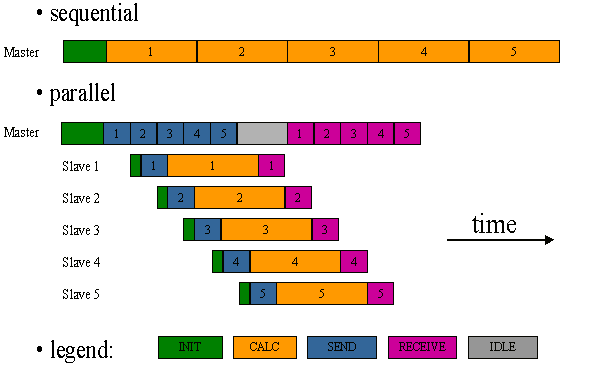 • sequential
Master 1 2 3 4 5
• parallel
Master 1 2 3 4 5 1 2 3 4 5
Slave 1 1 1 1
Slave 2 2 2 2
Slave 3 3 3 3
time
Slave 4 4 4 4
Slave 5 5 5 5
• legend: INIT CALC SEND RECEIVE IDLE